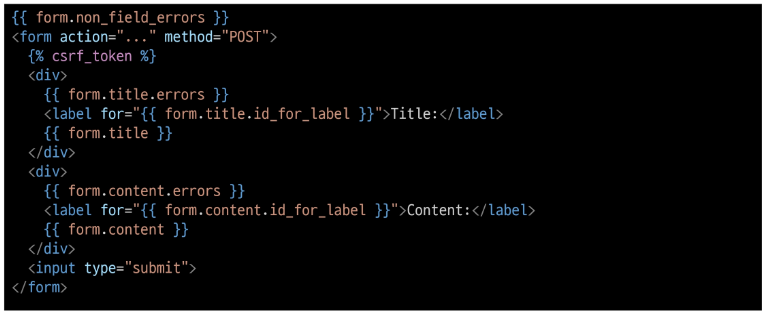 {{ form.non_field_errors }}
<form action="..." method="POST">
  {% csrf_token %}
  <div>
    {{ form.title.errors }}
    <label for="{{ form.title.id_for_label }}">Title:</label>
    {{ form.title }}
  </div>
  <div>
    {{ form.content.errors }}
    <label for="{{ form.content.id_for_label }}">Content:</label>
    {{ form.content }}
  </div>
  <input type="submit">
</form>